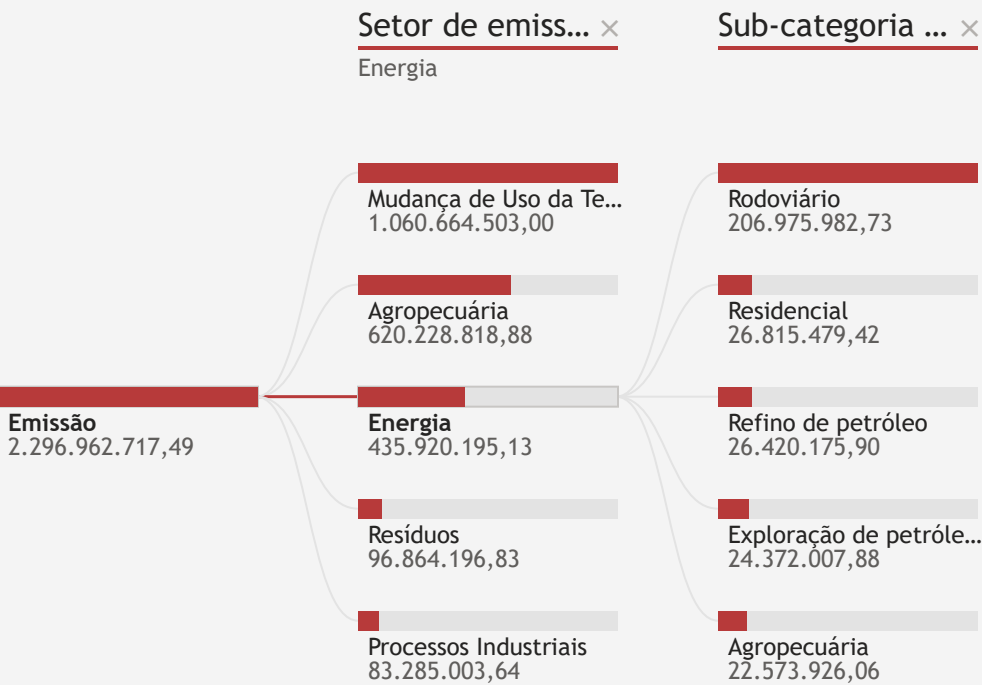 Setor de emiss...
Sub-categoria ...
Energia
Mudança de Uso da Te...
1.060.664.503,00
Rodoviário
206.975.982,73
Agropecuária
620.228.818,88
Residencial
26.815.479,42
Emissão
2.296.962.717,49
Energia
435.920.195,13
Refino de petróleo
26.420.175,90
Resíduos
96.864.196,83
Exploração de petróle...
24.372.007,88
Processos Industriais
83.285.003,64
Agropecuária
22.573.926,06